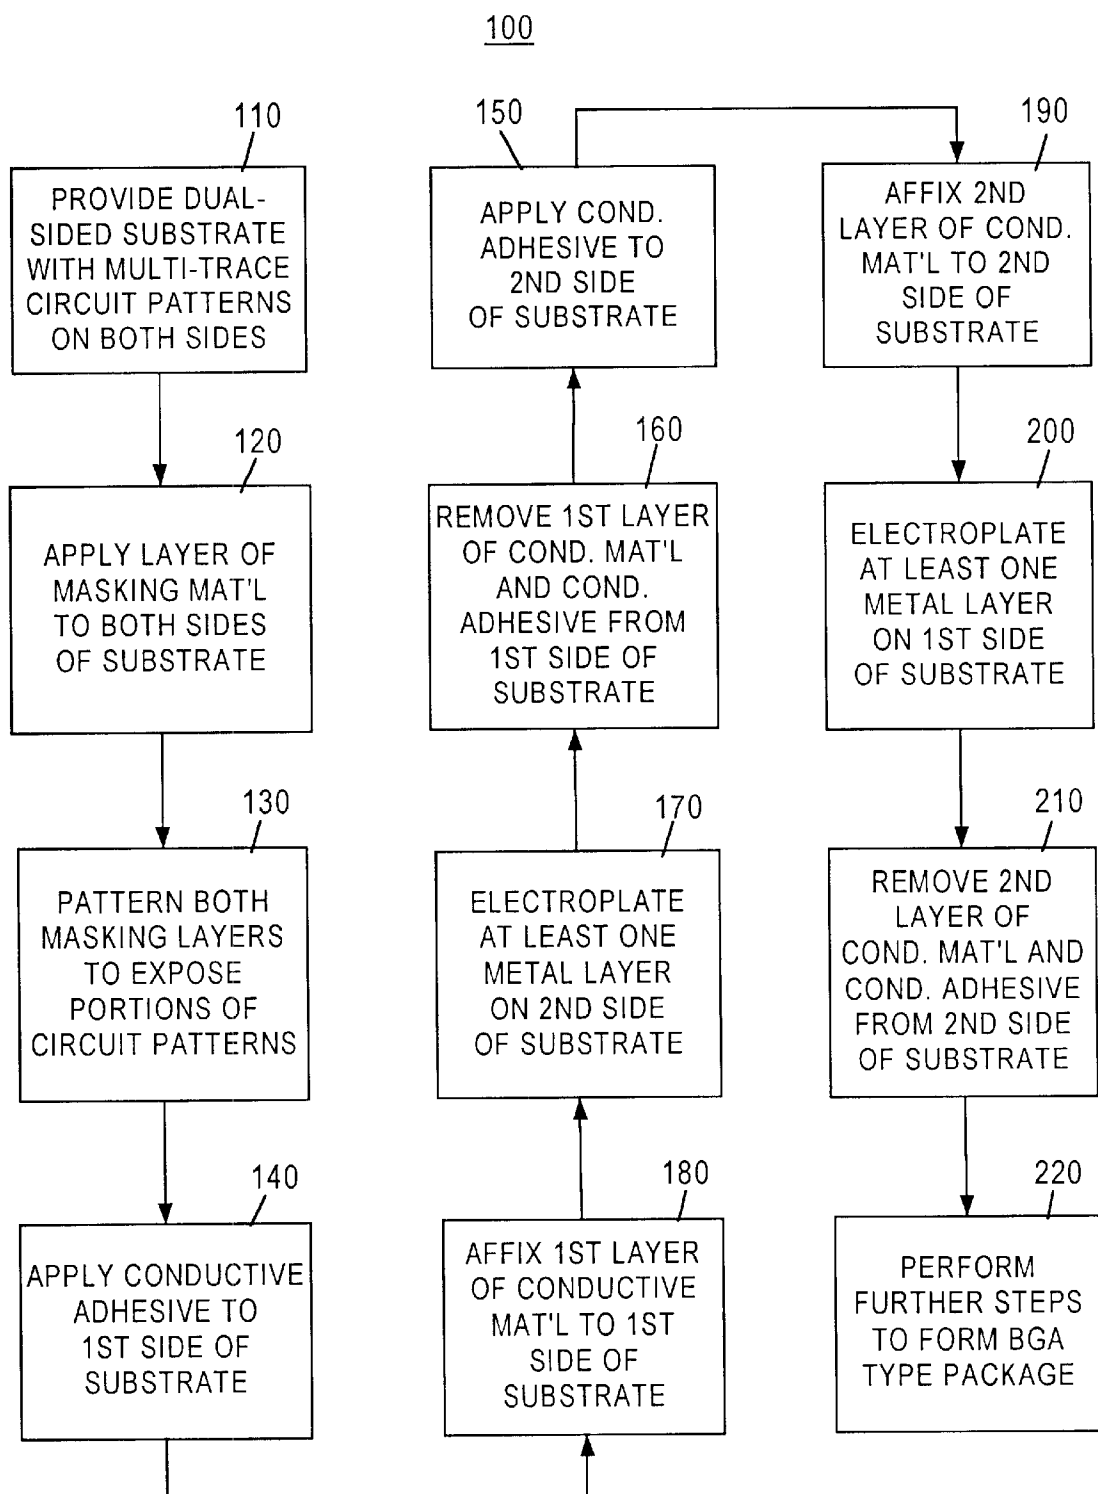 100
110
PROVIDE DUAL-
SIDED SUBSTRATE
WITH MULTI-TRACE
CIRCUIT PATTERNS
ON BOTH SIDES
120
APPLY LAYER OF
MASKING MAT'L
TO BOTH SIDES
OF SUBSTRATE
130
PATTERN BOTH
MASKING LAYERS
TO EXPOSE
PORTIONS OF
CIRCUIT PATTERNS
140
APPLY CONDUCTIVE
ADHESIVE TO
1ST SIDE OF
SUBSTRATE
150
APPLY COND.
ADHESIVE TO
2ND SIDE
OF SUBSTRATE
160
REMOVE 1ST LAYER
OF COND. MAT'L
AND COND.
ADHESIVE FROM
1ST SIDE OF
SUBSTRATE
170
ELECTROPLATE
AT LEAST ONE
METAL LAYER
ON 2ND SIDE
OF SUBSTRATE
180
AFFIX 1ST LAYER
OF CONDUCTIVE
MAT'L TO 1ST
SIDE OF
SUBSTRATE
190
AFFIX 2ND
LAYER OF COND.
MAT'L TO 2ND
SIDE OF
SUBSTRATE
200
ELECTROPLATE
AT LEAST ONE
METAL LAYER
ON 1ST SIDE
OF SUBSTRATE
210
REMOVE 2ND
LAYER OF
COND. MAT'L AND
COND. ADHESIVE
FROM 2ND SIDE
OF SUBSTRATE
220
PERFORM
FURTHER STEPS
TO FORM BGA
TYPE PACKAGE